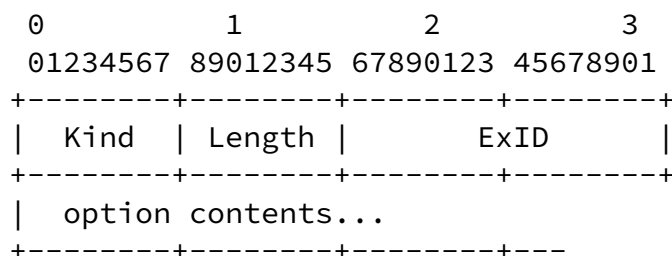 0          1          2          3
 01234567 89012345 67890123 45678901
+--------+--------+--------+--------+
|  Kind  | Length |       ExID      |
+--------+--------+--------+--------+
|  option contents...
+--------+--------+--------+---